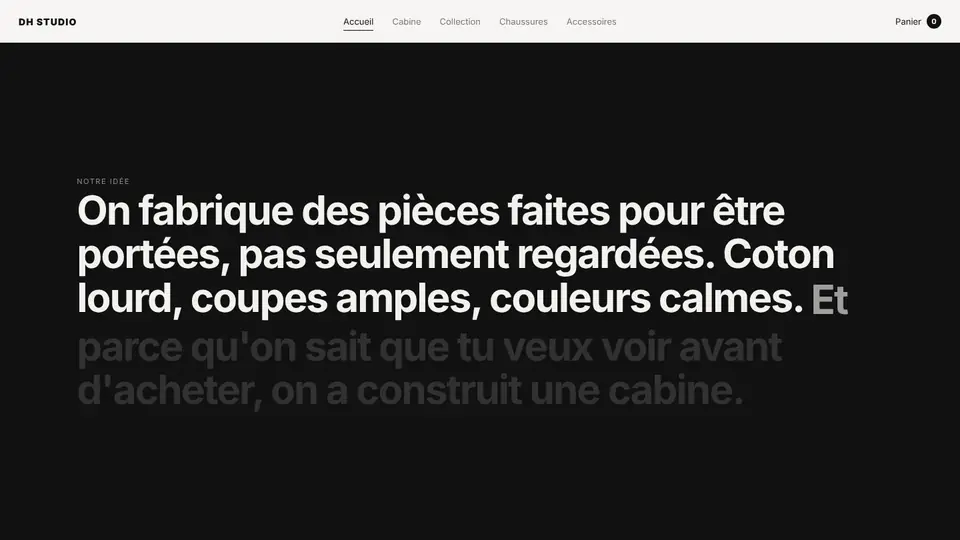 DH STUDIO
Accueil Cabine Collection Chaussures Accessoires
Panier 0
NOTRE IDÉE
On fabrique des pièces faites pour être
portées, pas seulement regardées. Coton
lourd, coupes amples, couleurs calmes. Et
parce qu'on sait que tu veux voir avant
d'acheter, on a construit une cabine.